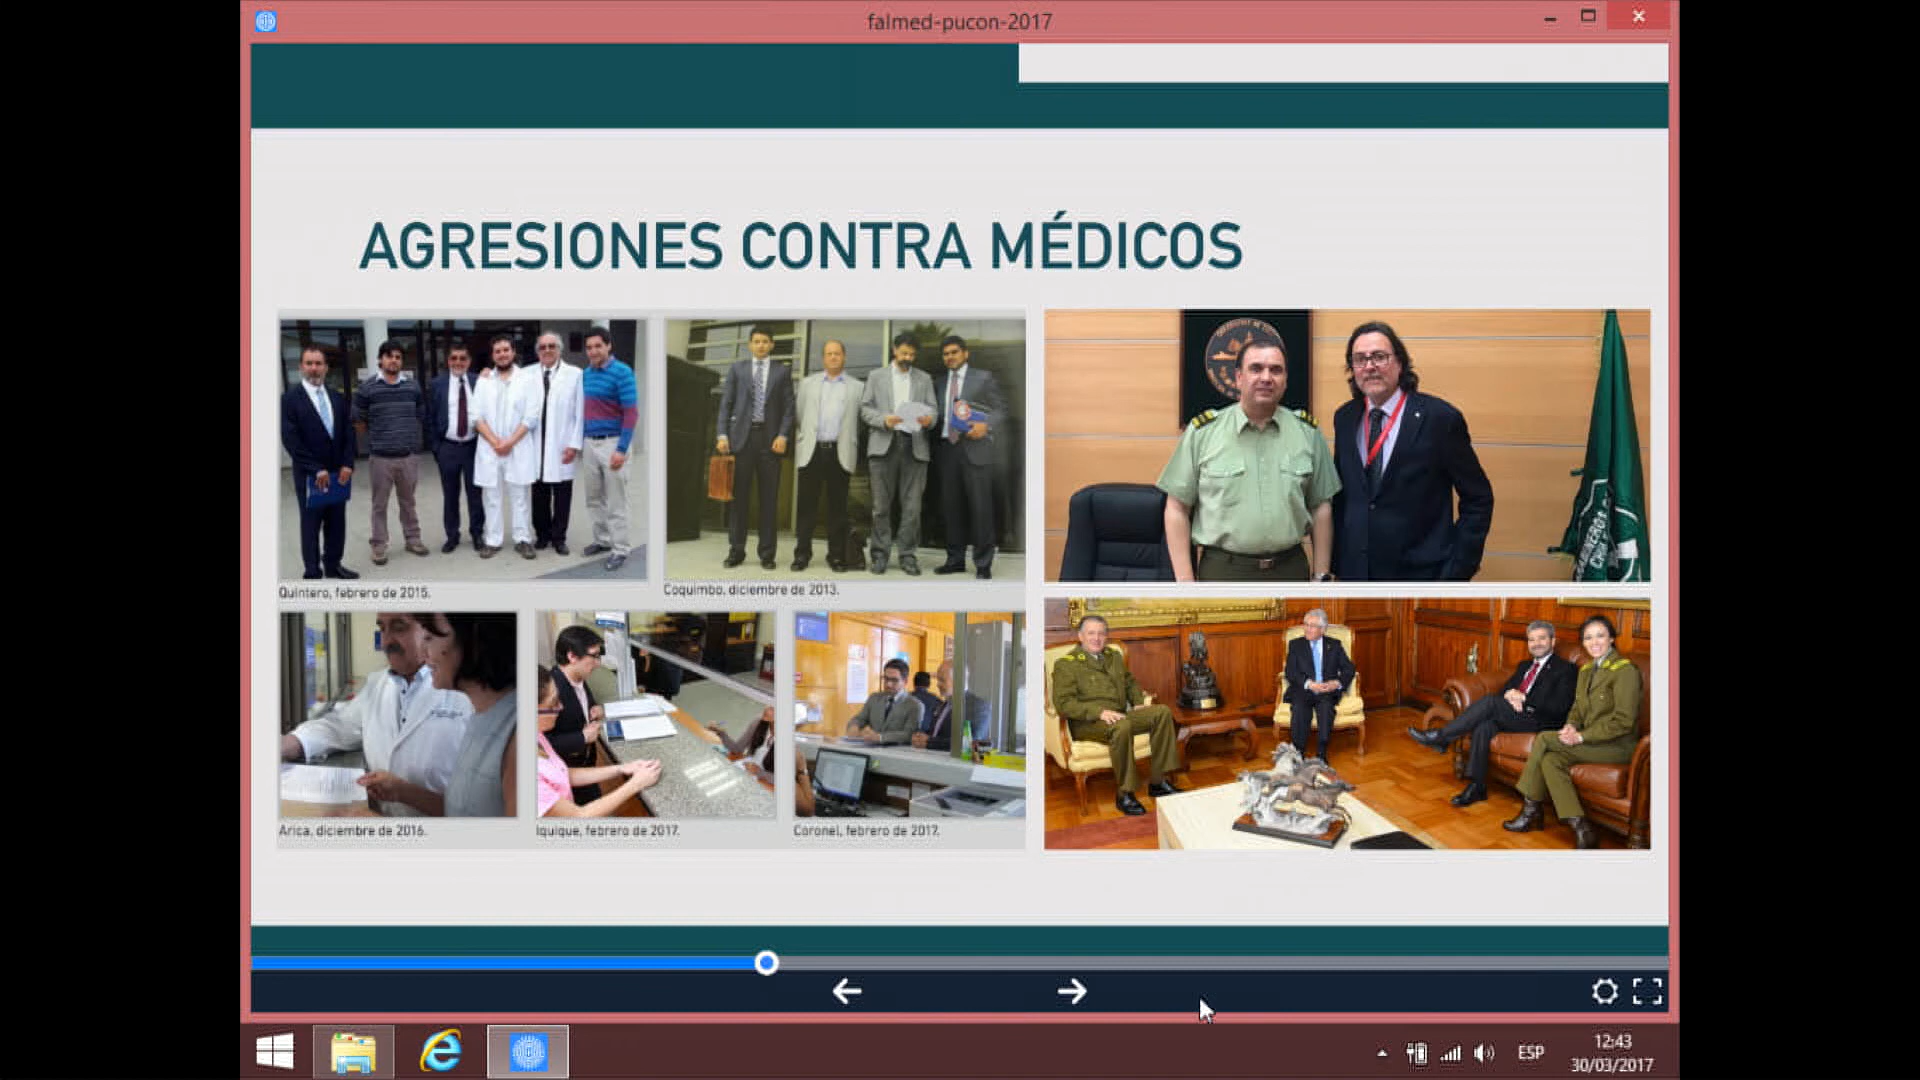 falmed-pucon-2017
AGRESIONES CONTRA MÉDICOS
Quintero, febrero de 2015.
Coquimbo, diciembre de 2013.
Arica, diciembre de 2016.
Iquique, febrero de 2017.
Coronel, febrero de 2017.
ESP
12:43
30/03/2017